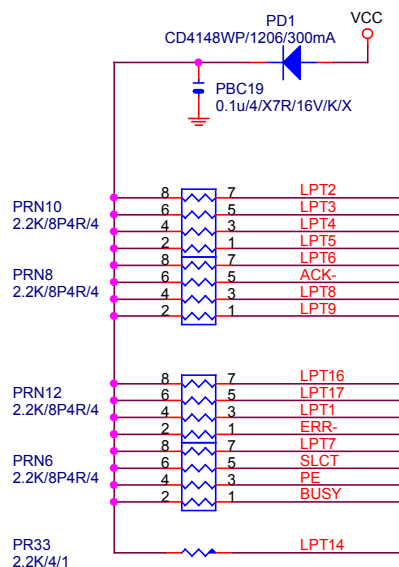 PD1 VCC
CD4148WP/1206/300mA
PBC19
0.1u/4/X7R/16V/K/X
8 7 LPT2
PRN10 6 5 LPT3
2.2K/8P4R/4 4 3 LPT4
2 1 LPT5
PRN8 8 7 LPT6
2.2K/8P4R/4 6 5 ACK-
4 3 LPT8
2 1 LPT9
8 7 LPT16
PRN12 6 5 LPT17
2.2K/8P4R/4 4 3 LPT1
2 1 ERR-
PRN6 8 7 LPT7
2.2K/8P4R/4 6 5 SLCT
4 3 PE
2 1 BUSY
PR33 LPT14
2.2K/4/1